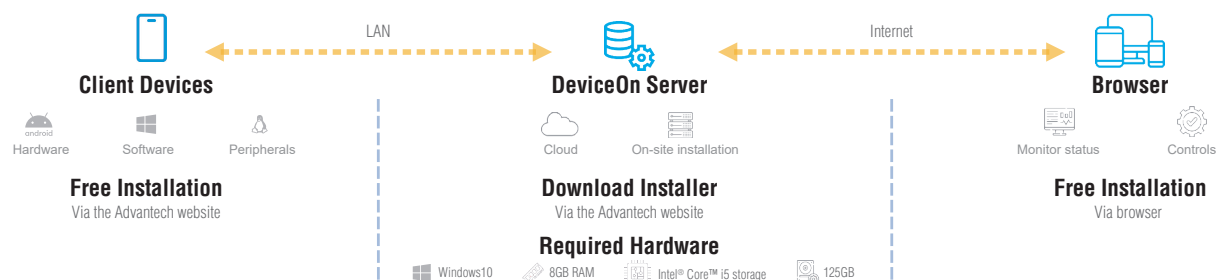 LAN
Internet
Client Devices
DeviceOn Server
Browser
android
Hardware
Software
Peripherals
Cloud
On-site installation
Monitor status
Controls
Free Installation
Via the Advantech website
Download Installer
Via the Advantech website
Free Installation
Via browser
Required Hardware
Windows10
8GB RAM
Intel® Core™ i5 storage
125GB